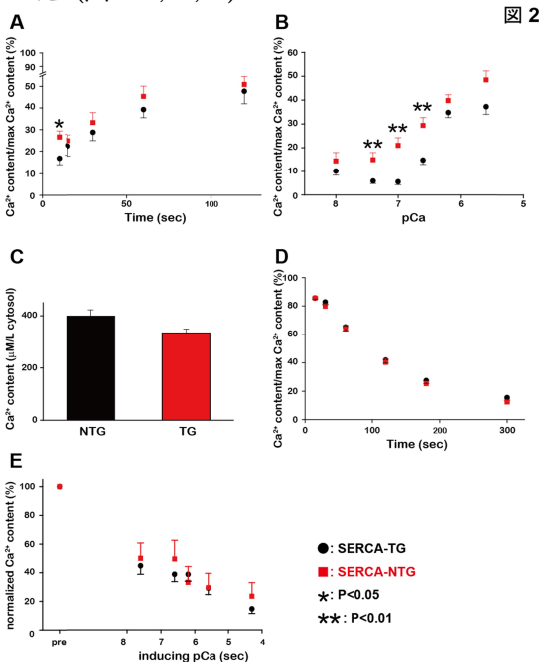 図 2
A
Ca²⁺ content/max Ca²⁺ content (%)
100
90
50
40
30
20
10
0
*
0
50
100
Time (sec)
B
Ca²⁺ content/max Ca²⁺ content (%)
60
50
40
30
20
10
0
**
**
**
8
7
6
5
pCa
C
Ca²⁺ content (μM/L cytosol)
400
200
0
NTG
TG
D
Ca²⁺ content/max Ca²⁺ content (%)
100
80
60
40
20
0
0
100
200
300
Time (sec)
E
normalized Ca²⁺ content (%)
100
80
60
40
20
0
pre
8
7
6
5
4
inducing pCa (sec)
●: SERCA-TG
■: SERCA-NTG
*: P<0.05
**: P<0.01